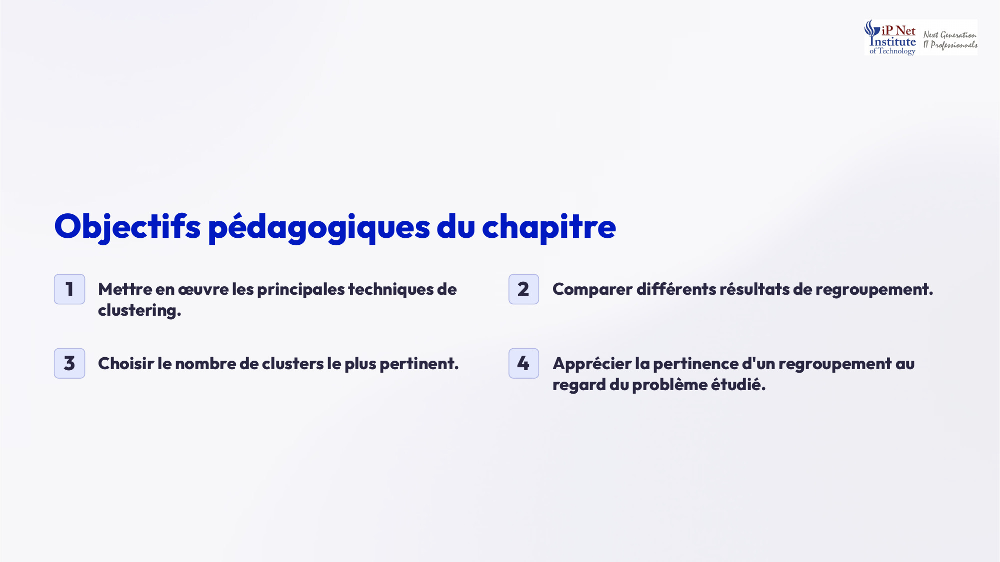 iP Net
Institute
of Technology
Next Generation
IT Professionnels
Objectifs pédagogiques du chapitre
1
Mettre en œuvre les principales techniques de
clustering.
2
Comparer différents résultats de regroupement.
3
Choisir le nombre de clusters le plus pertinent.
4
Apprécier la pertinence d'un regroupement au
regard du problème étudié.